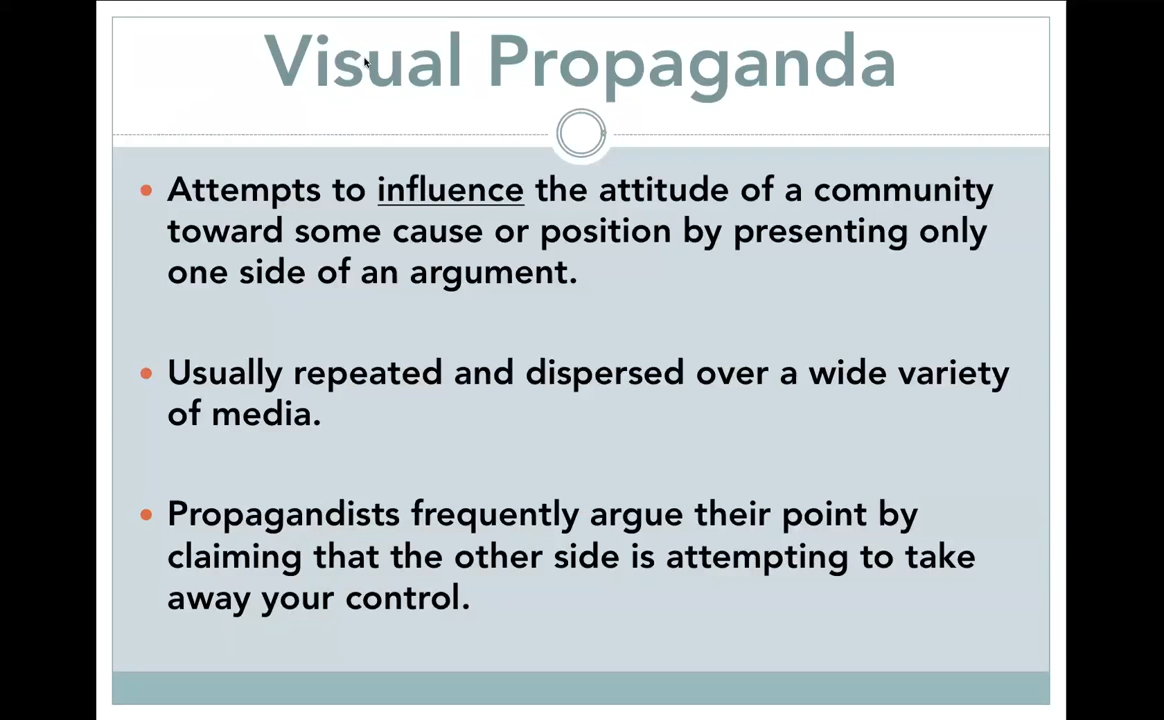 Visual Propaganda
Attempts to influence the attitude of a community
toward some cause or position by presenting only
one side of an argument.
Usually repeated and dispersed over a wide variety
of media.
Propagandists frequently argue their point by
claiming that the other side is attempting to take
away your control.